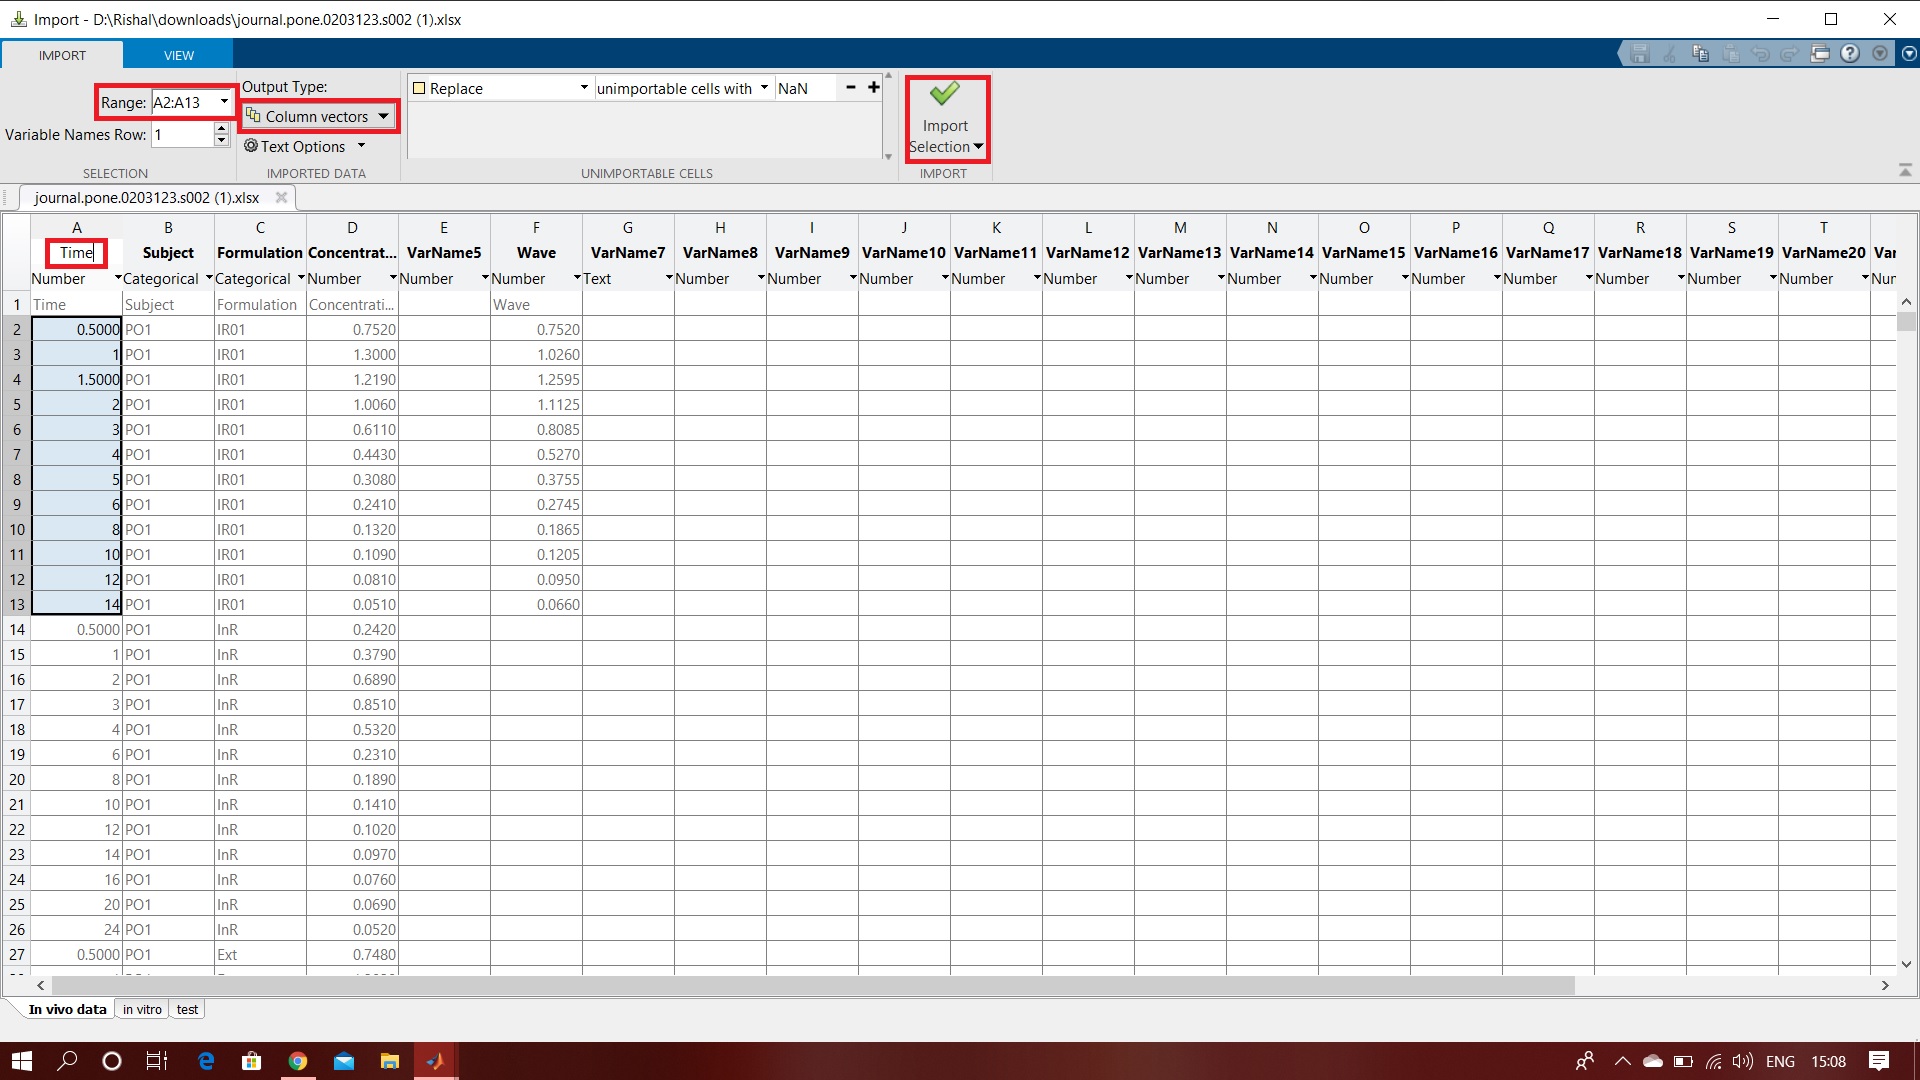 Import - D:\Rishal\downloads\journal.pone.0203123.s002 (1).xlsx
IMPORT VIEW
Range: A2:A13
Variable Names Row: 1
SELECTION
Output Type:
Column vectors
Text Options
IMPORTED DATA
Replace unimportable cells with NaN
UNIMPORTABLE CELLS
Import
Selection
IMPORT
journal.pone.0203123.s002 (1).xlsx
A B C D E F G H I J K L M N O P Q R S T
Time Subject Formulation Concentrat... VarName5 Wave VarName7 VarName8 VarName9 VarName10 VarName11 VarName12 VarName13 VarName14 VarName15 VarName16 VarName17 VarName18 VarName19 VarName20 Var
Number Categorical Categorical Number Number Number Text Number Number Number Number Number Number Number Number Number Number Number Number Number Num
1 Time Subject Formulation Concentrati... Wave
2 0.5000 PO1 IR01 0.7520 0.7520
3 1 PO1 IR01 1.3000 1.0260
4 1.5000 PO1 IR01 1.2190 1.2595
5 2 PO1 IR01 1.0060 1.1125
6 3 PO1 IR01 0.6110 0.8085
7 4 PO1 IR01 0.4430 0.5270
8 5 PO1 IR01 0.3080 0.3755
9 6 PO1 IR01 0.2410 0.2745
10 8 PO1 IR01 0.1320 0.1865
11 10 PO1 IR01 0.1090 0.1205
12 12 PO1 IR01 0.0810 0.0950
13 14 PO1 IR01 0.0510 0.0660
14 0.5000 PO1 InR 0.2420
15 1 PO1 InR 0.3790
16 2 PO1 InR 0.6890
17 3 PO1 InR 0.8510
18 4 PO1 InR 0.5320
19 6 PO1 InR 0.2310
20 8 PO1 InR 0.1890
21 10 PO1 InR 0.1410
22 12 PO1 InR 0.1020
23 14 PO1 InR 0.0970
24 16 PO1 InR 0.0760
25 20 PO1 InR 0.0690
26 24 PO1 InR 0.0520
27 0.5000 PO1 Ext 0.7480
In vivo data in vitro test
ENG 15:08